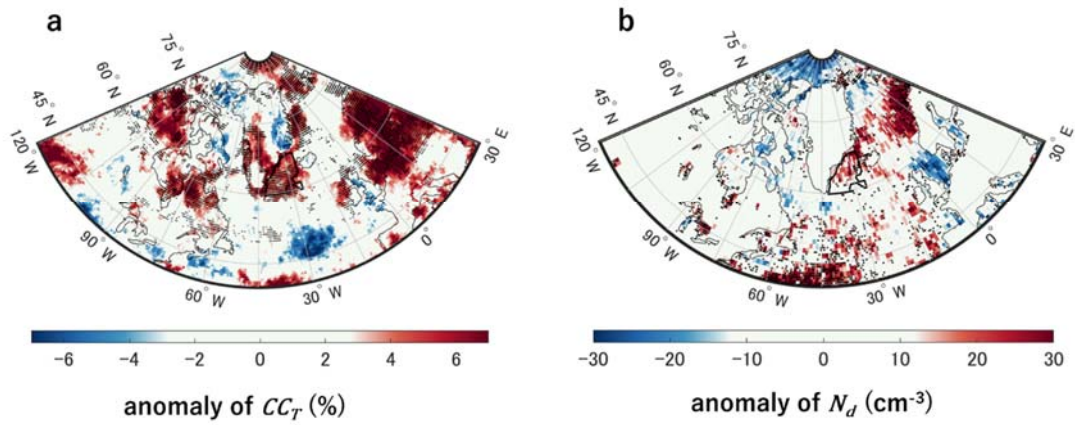 a
b
75°N
60°N
45°N
120°W
90°W
60°W
30°W
0°
30°E
75°N
60°N
45°N
120°W
90°W
60°W
30°W
0°
30°E
−6 −4 −2 0 2 4 6
-30 -20 -10 0 10 20 30
anomaly of CC_T (%)
anomaly of N_d (cm⁻³)